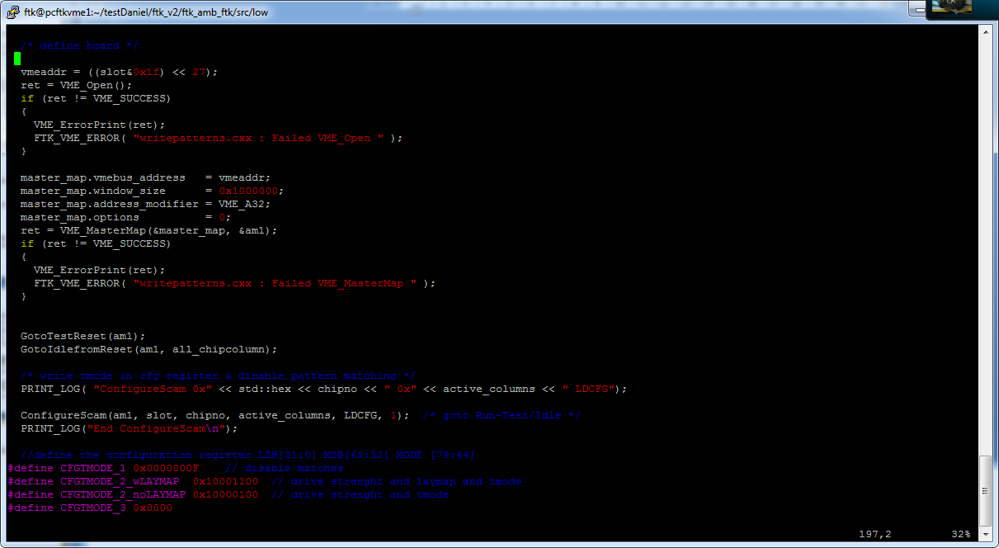 ftk@pcftkvme1:~/testDaniel/ftk_v2/ftk_amb_ftk/src/low
/* define board */
vmeaddr = ((slot&0x1f) << 27);
ret = VME_Open();
if (ret != VME_SUCCESS)
{
VME_ErrorPrint(ret);
FTK_VME_ERROR( "writepatterns.cxx : Failed VME_Open " );
}
master_map.vmebus_address   = vmeaddr;
master_map.window_size      = 0x1000000;
master_map.address_modifier = VME_A32;
master_map.options          = 0;
ret = VME_MasterMap(&master_map, &am1);
if (ret != VME_SUCCESS)
{
VME_ErrorPrint(ret);
FTK_VME_ERROR( "writepatterns.cxx : Failed VME_MasterMap " );
}
GotoTestReset(am1);
GotoIdlefromReset(am1, all_chipcolumn);
/* write tmode in cfg register & disable pattern matching */
PRINT_LOG( "ConfigureScam 0x" << std::hex << chipno << " 0x" << active_columns << " LDCFG");
ConfigureScam(am1, slot, chipno, active_columns, LDCFG, 1);  /* goto Run-Test/Idle */
PRINT_LOG("End ConfigureScam\n");
//define the configuration register LSB[31:0] MSB[63:32] MODE [79:64]
#define CFGTMODE_1 0x0000000F    // disable matches
#define CFGTMODE_2_wLAYMAP  0x10001100  // drive strenght and laymap and tmode
#define CFGTMODE_2_noLAYMAP 0x10000100  // drive strenght and tmode
#define CFGTMODE_3 0x0000
197,2         32%